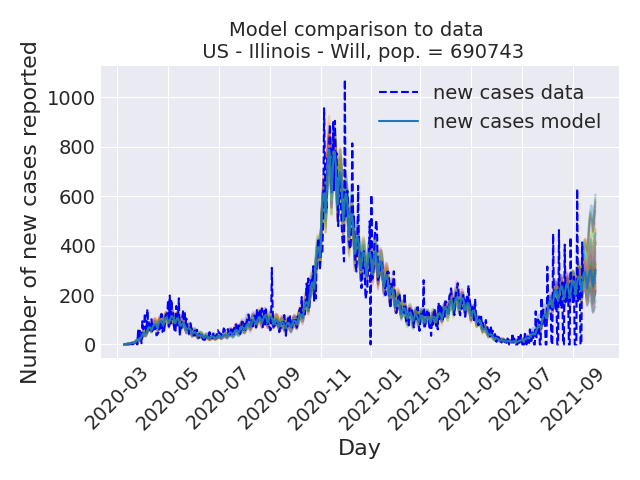 Model comparison to data
US - Illinois - Will, pop. = 690743
Number of new cases reported
1000
800
600
400
200
0
new cases data
new cases model
2020-03
2020-05
2020-07
2020-09
2020-11
2021-01
2021-03
2021-05
2021-07
2021-09
Day